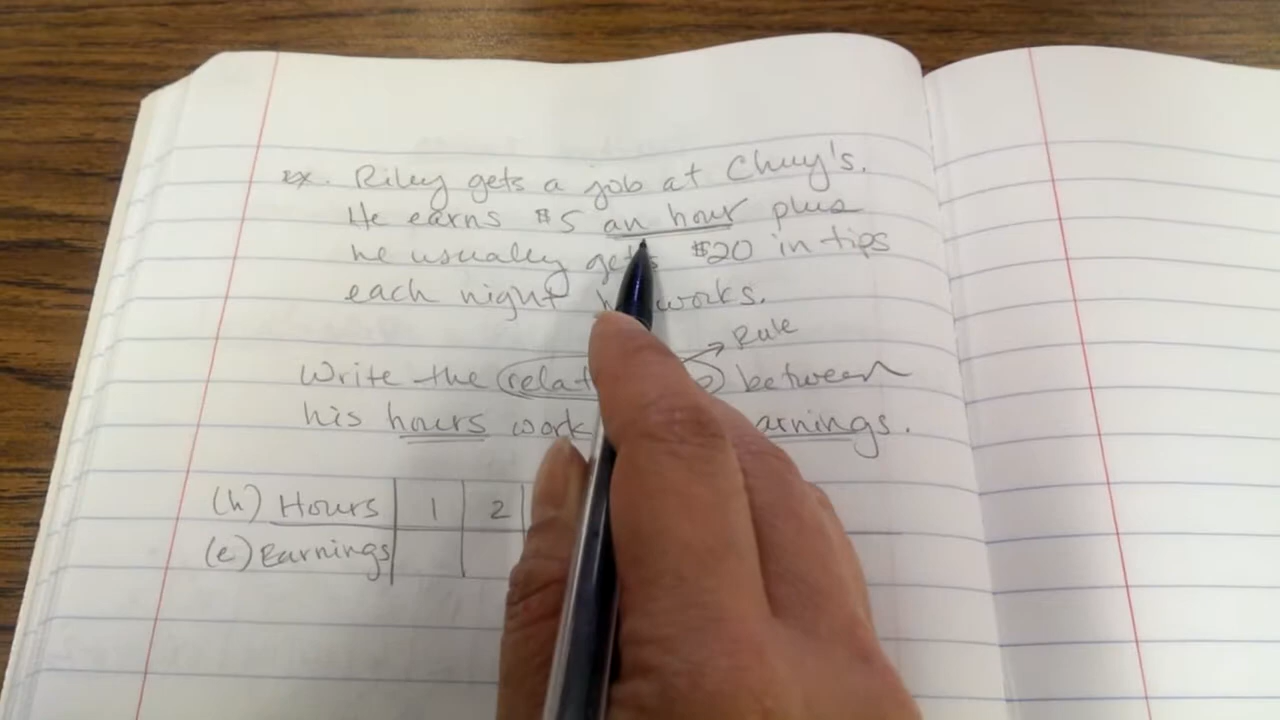 ex. Riley gets a job at Chuy's.
He earns $5 an hour plus
he usually gets $20 in tips
each night works.
Rule
Write the between
his hours work
(h) Hours 1 2
(e) Earnings